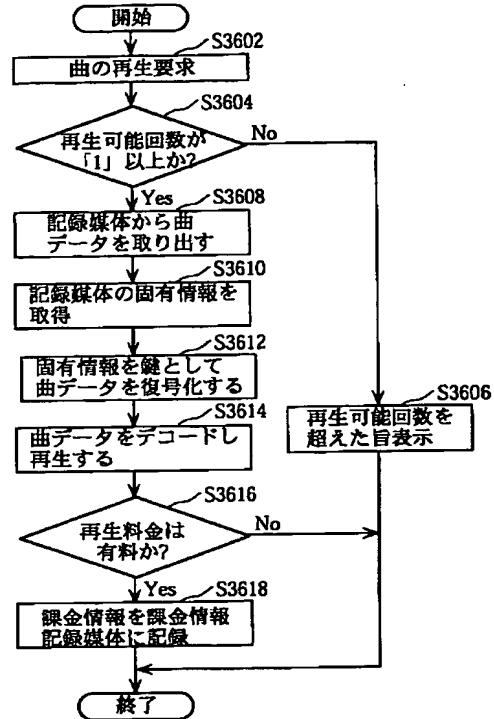 開始
S3602
曲の再生要求
S3604
再生可能回数が
「1」以上か?
No
Yes
S3608
記録媒体から曲
データを取り出す
S3610
記録媒体の固有情報を
取得
S3612
固有情報を鍵として
曲データを復号化する
S3606
再生可能回数を
超えた旨表示
S3614
曲データをデコードし
再生する
S3616
再生料金は
有料か?
No
Yes
S3618
課金情報を課金情報
記録媒体に記録
終了